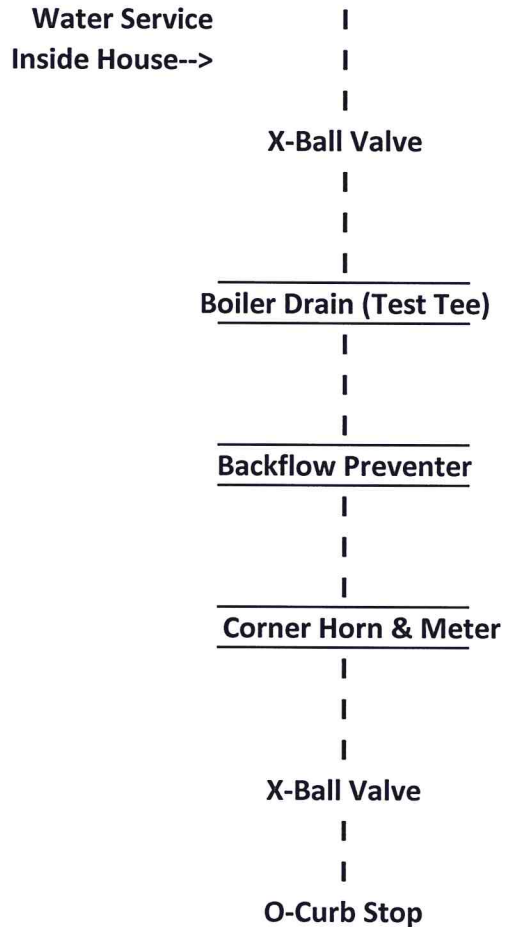 Water Service
Inside House-->
X-Ball Valve
Boiler Drain (Test Tee)
Backflow Preventer
Corner Horn & Meter
X-Ball Valve
O-Curb Stop